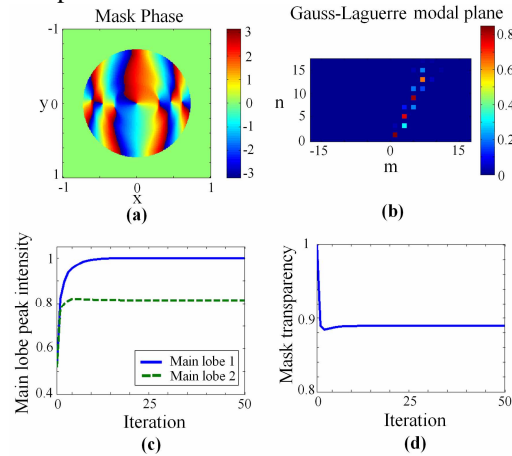 Mask Phase
-1
y 0
1
-1 0 1
x
3
2
1
0
-1
-2
-3
(a)
Gauss-Laguerre modal plane
15
n 10
5
0
-16 0 17
m
0.8
0.6
0.4
0.2
0
(b)
Main lobe peak intensity
1
0.8
0.6
0.4
0 25 50
Iteration
Main lobe 1
Main lobe 2
(c)
Mask transparency
1
0.9
0.8
0 25 50
Iteration
(d)